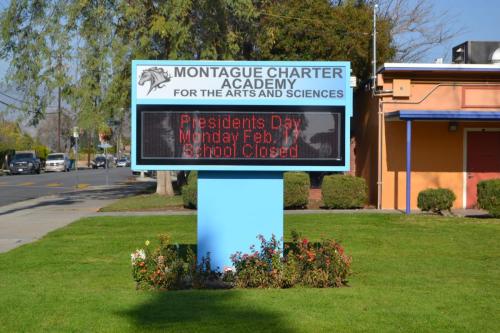 MONTAGUE CHARTER
ACADEMY
FOR THE ARTS AND SCIENCES
Presidents Day
Monday Feb. 17
School Closed